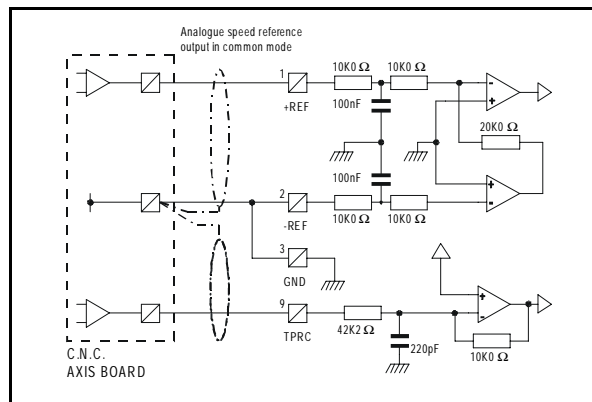 Analogue speed reference
output in common mode
1
+REF
10K0 Ω
10K0 Ω
100nF
-
+
20K0 Ω
100nF
2
-REF
10K0 Ω
10K0 Ω
+
-
3
GND
9
TPRC
42K2 Ω
220pF
+
-
10K0 Ω
C.N.C.
AXIS BOARD